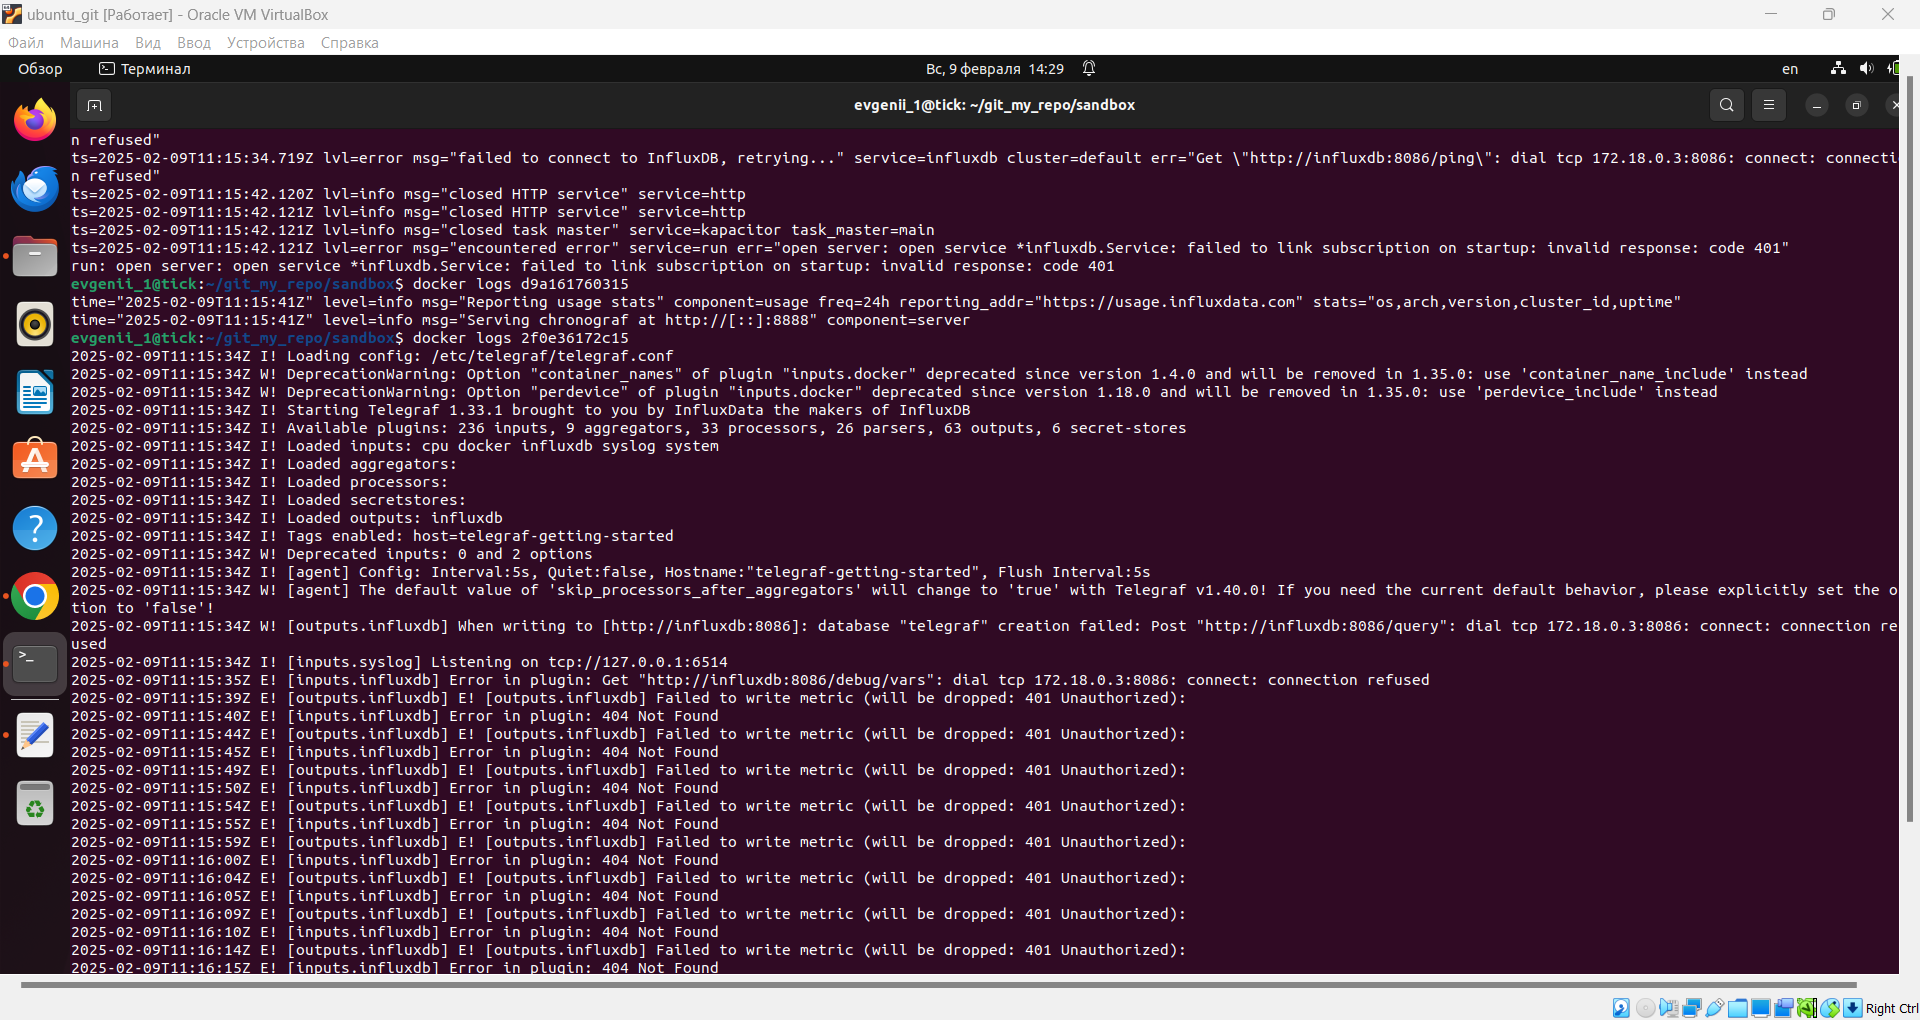 ubuntu_git [Работает] - Oracle VM VirtualBox
Файл Машина Вид Ввод Устройства Справка
Обзор Терминал Вс, 9 февраля 14:29 en
evgenii_1@tick: ~/git_my_repo/sandbox
n refused"
ts=2025-02-09T11:15:34.719Z lvl=error msg="failed to connect to InfluxDB, retrying..." service=influxdb cluster=default err="Get \"http://influxdb:8086/ping\": dial tcp 172.18.0.3:8086: connect: connectio
n refused"
ts=2025-02-09T11:15:42.120Z lvl=info msg="closed HTTP service" service=http
ts=2025-02-09T11:15:42.121Z lvl=info msg="closed HTTP service" service=http
ts=2025-02-09T11:15:42.121Z lvl=info msg="closed task master" service=kapacitor task_master=main
ts=2025-02-09T11:15:42.121Z lvl=error msg="encountered error" service=run err="open server: open service *influxdb.Service: failed to link subscription on startup: invalid response: code 401"
run: open server: open service *influxdb.Service: failed to link subscription on startup: invalid response: code 401
evgenii_1@tick:~/git_my_repo/sandbox$ docker logs d9a161760315
time="2025-02-09T11:15:41Z" level=info msg="Reporting usage stats" component=usage freq=24h reporting_addr="https://usage.influxdata.com" stats="os,arch,version,cluster_id,uptime"
time="2025-02-09T11:15:41Z" level=info msg="Serving chronograf at http://[::]:8888" component=server
evgenii_1@tick:~/git_my_repo/sandbox$ docker logs 2f0e36172c15
2025-02-09T11:15:34Z I! Loading config: /etc/telegraf/telegraf.conf
2025-02-09T11:15:34Z W! DeprecationWarning: Option "container_names" of plugin "inputs.docker" deprecated since version 1.4.0 and will be removed in 1.35.0: use 'container_name_include' instead
2025-02-09T11:15:34Z W! DeprecationWarning: Option "perdevice" of plugin "inputs.docker" deprecated since version 1.18.0 and will be removed in 1.35.0: use 'perdevice_include' instead
2025-02-09T11:15:34Z I! Starting Telegraf 1.33.1 brought to you by InfluxData the makers of InfluxDB
2025-02-09T11:15:34Z I! Available plugins: 236 inputs, 9 aggregators, 33 processors, 26 parsers, 63 outputs, 6 secret-stores
2025-02-09T11:15:34Z I! Loaded inputs: cpu docker influxdb syslog system
2025-02-09T11:15:34Z I! Loaded aggregators:
2025-02-09T11:15:34Z I! Loaded processors:
2025-02-09T11:15:34Z I! Loaded secretstores:
2025-02-09T11:15:34Z I! Loaded outputs: influxdb
2025-02-09T11:15:34Z I! Tags enabled: host=telegraf-getting-started
2025-02-09T11:15:34Z W! Deprecated inputs: 0 and 2 options
2025-02-09T11:15:34Z I! [agent] Config: Interval:5s, Quiet:false, Hostname:"telegraf-getting-started", Flush Interval:5s
2025-02-09T11:15:34Z W! [agent] The default value of 'skip_processors_after_aggregators' will change to 'true' with Telegraf v1.40.0! If you need the current default behavior, please explicitly set the o
tion to 'false'!
2025-02-09T11:15:34Z W! [outputs.influxdb] When writing to [http://influxdb:8086]: database "telegraf" creation failed: Post "http://influxdb:8086/query": dial tcp 172.18.0.3:8086: connect: connection re
used
2025-02-09T11:15:34Z I! [inputs.syslog] Listening on tcp://127.0.0.1:6514
2025-02-09T11:15:35Z E! [inputs.influxdb] Error in plugin: Get "http://influxdb:8086/debug/vars": dial tcp 172.18.0.3:8086: connect: connection refused
2025-02-09T11:15:39Z E! [outputs.influxdb] E! [outputs.influxdb] Failed to write metric (will be dropped: 401 Unauthorized):
2025-02-09T11:15:40Z E! [inputs.influxdb] Error in plugin: 404 Not Found
2025-02-09T11:15:44Z E! [outputs.influxdb] E! [outputs.influxdb] Failed to write metric (will be dropped: 401 Unauthorized):
2025-02-09T11:15:45Z E! [inputs.influxdb] Error in plugin: 404 Not Found
2025-02-09T11:15:49Z E! [outputs.influxdb] E! [outputs.influxdb] Failed to write metric (will be dropped: 401 Unauthorized):
2025-02-09T11:15:50Z E! [inputs.influxdb] Error in plugin: 404 Not Found
2025-02-09T11:15:54Z E! [outputs.influxdb] E! [outputs.influxdb] Failed to write metric (will be dropped: 401 Unauthorized):
2025-02-09T11:15:55Z E! [inputs.influxdb] Error in plugin: 404 Not Found
2025-02-09T11:15:59Z E! [outputs.influxdb] E! [outputs.influxdb] Failed to write metric (will be dropped: 401 Unauthorized):
2025-02-09T11:16:00Z E! [inputs.influxdb] Error in plugin: 404 Not Found
2025-02-09T11:16:04Z E! [outputs.influxdb] E! [outputs.influxdb] Failed to write metric (will be dropped: 401 Unauthorized):
2025-02-09T11:16:05Z E! [inputs.influxdb] Error in plugin: 404 Not Found
2025-02-09T11:16:09Z E! [outputs.influxdb] E! [outputs.influxdb] Failed to write metric (will be dropped: 401 Unauthorized):
2025-02-09T11:16:10Z E! [inputs.influxdb] Error in plugin: 404 Not Found
2025-02-09T11:16:14Z E! [outputs.influxdb] E! [outputs.influxdb] Failed to write metric (will be dropped: 401 Unauthorized):
2025-02-09T11:16:15Z E! [inputs.influxdb] Error in plugin: 404 Not Found
Right Ctrl